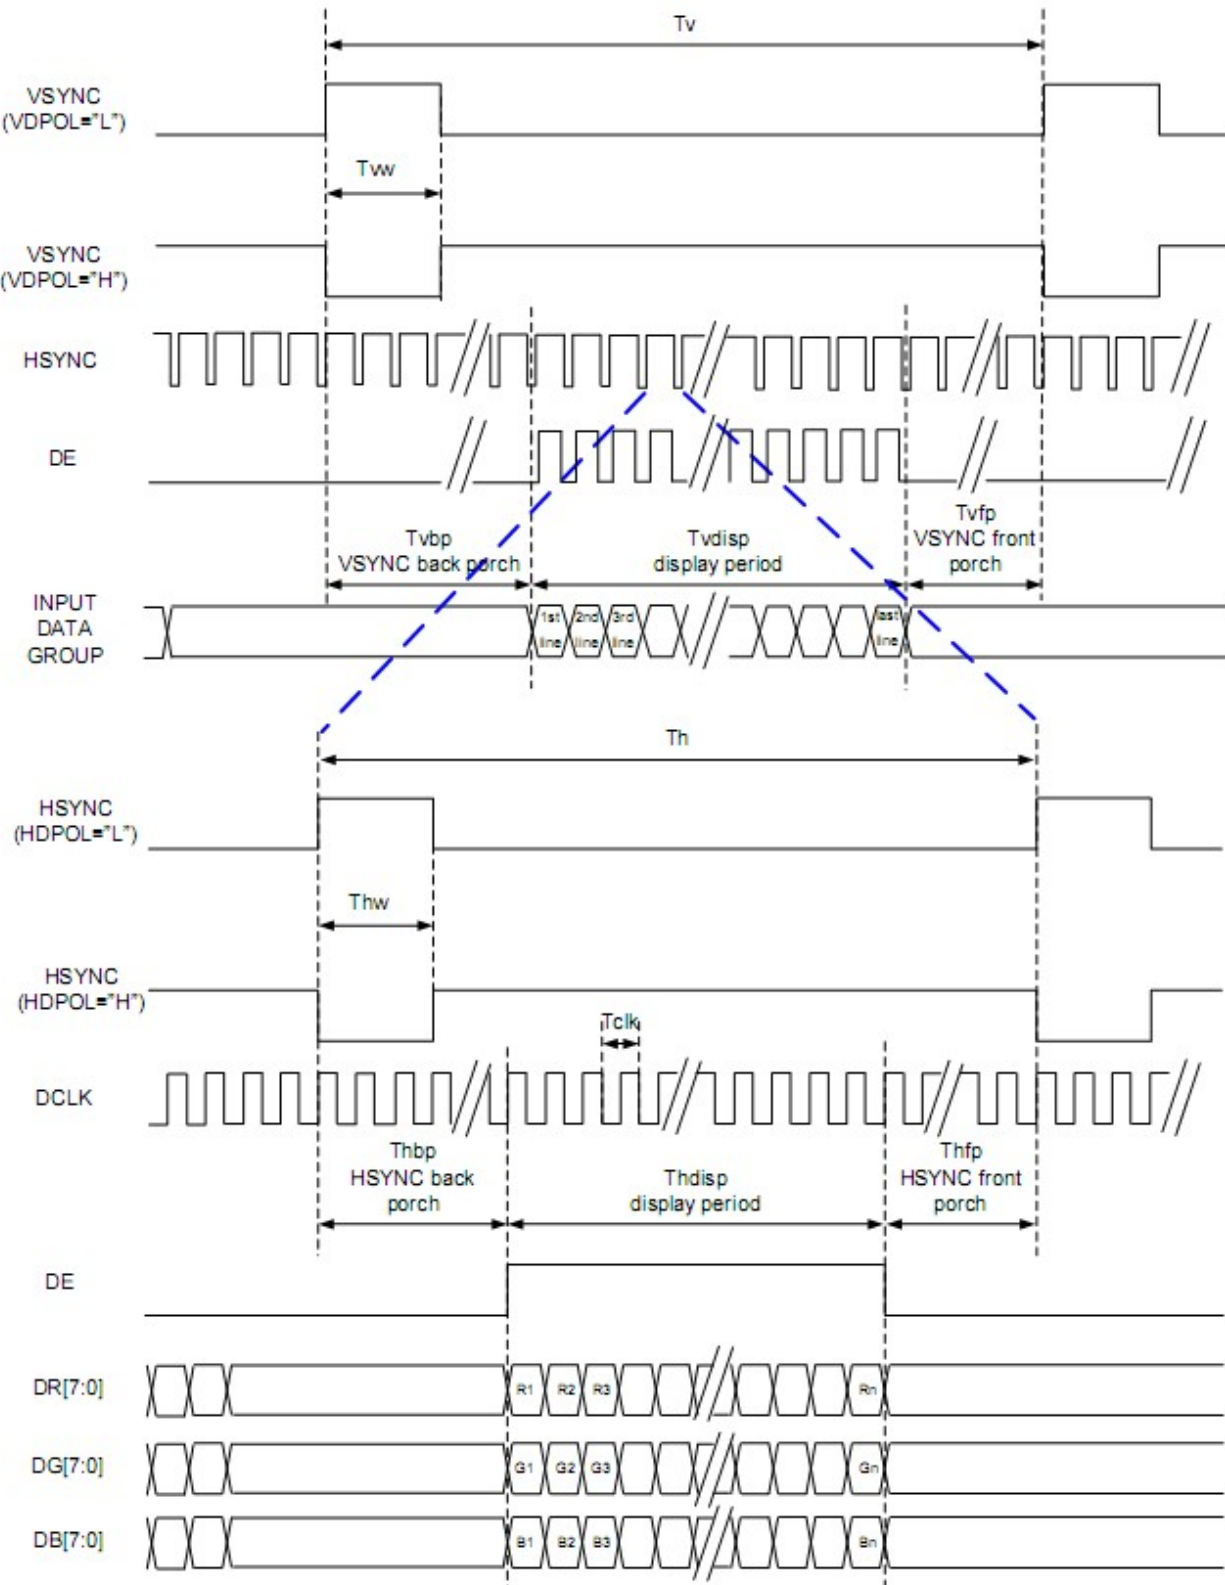 Tv
VSYNC
(VDPOL="L")
Tvw
VSYNC
(VDPOL="H")
HSYNC
DE
Tvbp
VSYNC back porch
Tvdisp
display period
Tvfp
VSYNC front
porch
INPUT
DATA
GROUP
1st
line
2nd
line
3rd
line
last
line
Th
HSYNC
(HDPOL="L")
Thw
HSYNC
(HDPOL="H")
Tclk
DCLK
Thbp
HSYNC back
porch
Thdisp
display period
Thfp
HSYNC front
porch
DE
DR[7:0]
R1 R2 R3 Rn
DG[7:0]
G1 G2 G3 Gn
DB[7:0]
B1 B2 B3 Bn